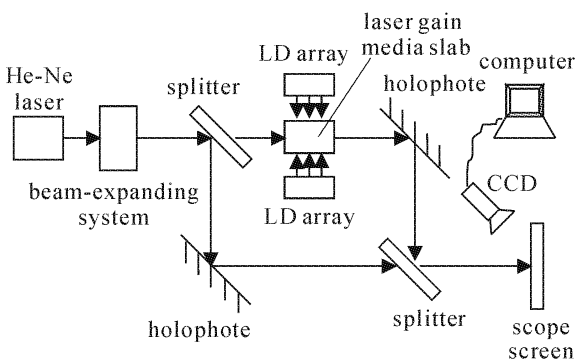 laser gain
media slab
LD array
computer
He-Ne
laser
splitter
holophote
beam-expanding
system
LD array
CCD
holophote
splitter
scope
screen